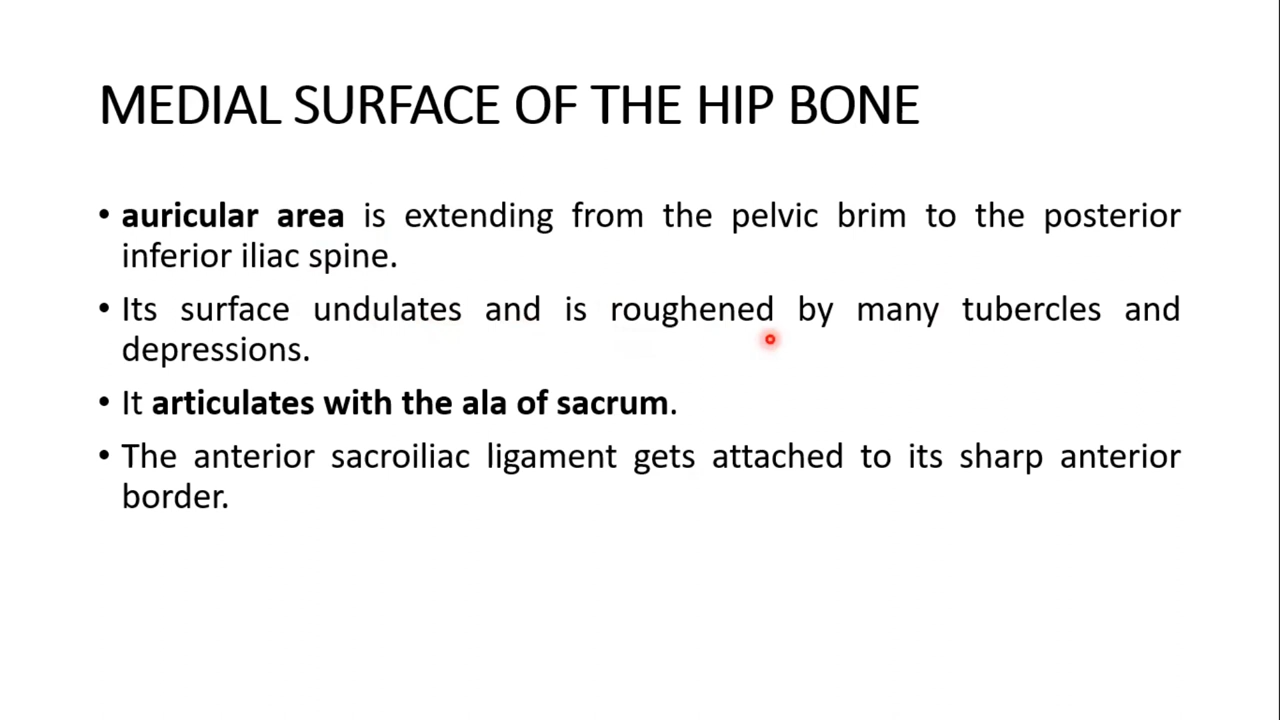 MEDIAL SURFACE OF THE HIP BONE
• auricular area is extending from the pelvic brim to the posterior
inferior iliac spine.
• Its surface undulates and is roughened by many tubercles and
depressions.
• It articulates with the ala of sacrum.
• The anterior sacroiliac ligament gets attached to its sharp anterior
border.